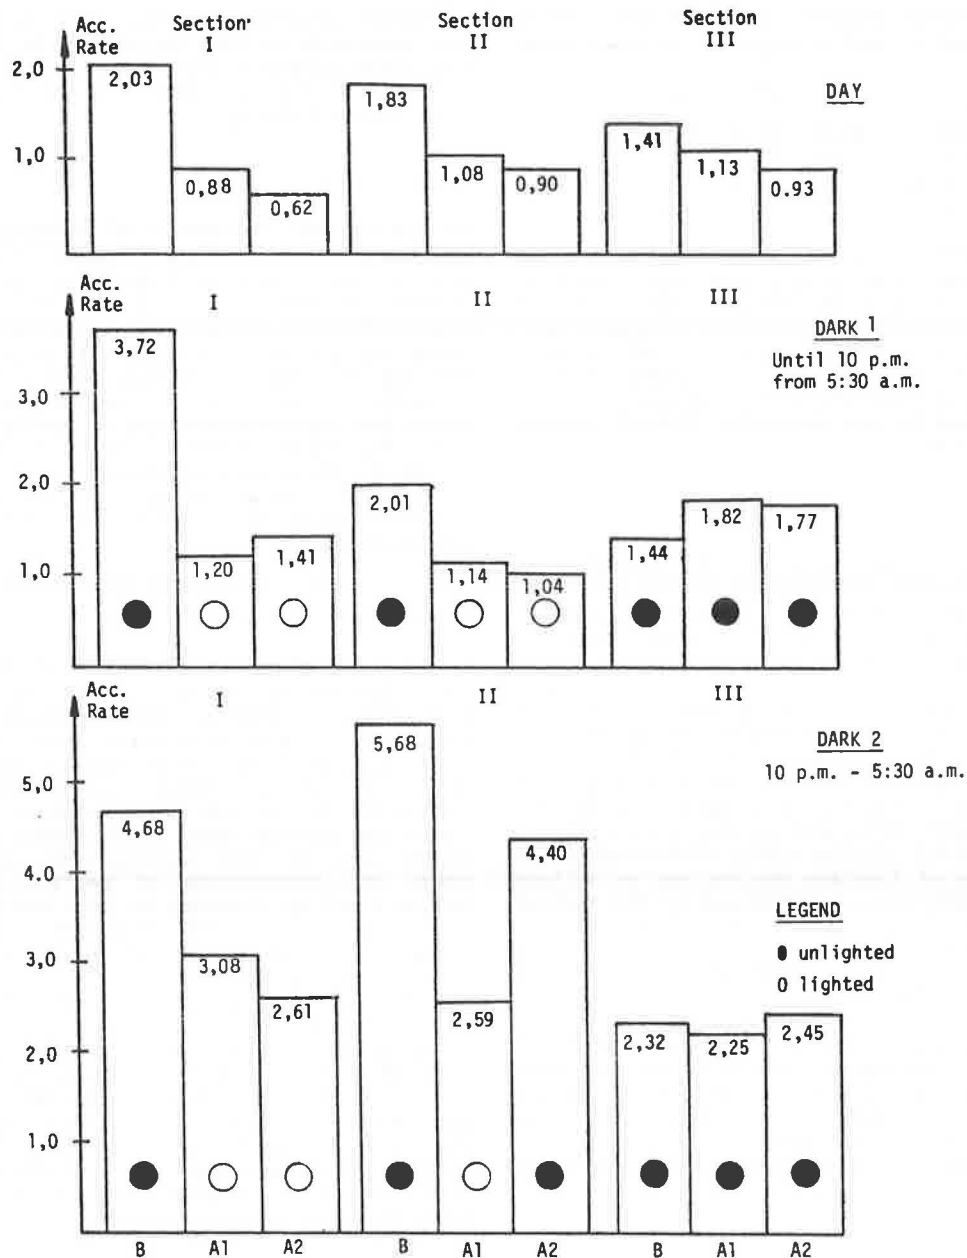 Acc.
Rate
Section
I
Section
II
Section
III
DAY
2,0
1,0
2,03
0,88
0,62
1,83
1,08
0,90
1,41
1,13
0.93
Acc.
Rate
I
II
III
DARK 1
Until 10 p.m.
from 5:30 a.m.
3,0
2,0
1,0
3,72
1,20
1,41
2,01
1,14
1,04
1,44
1,82
1,77
Acc.
Rate
I
II
III
DARK 2
10 p.m. - 5:30 a.m.
5,0
4.0
3,0
2,0
1,0
4,68
3,08
2,61
5,68
2,59
4,40
2,32
2,25
2,45
LEGEND
unlighted
lighted
B A1 A2 B A1 A2 B A1 A2